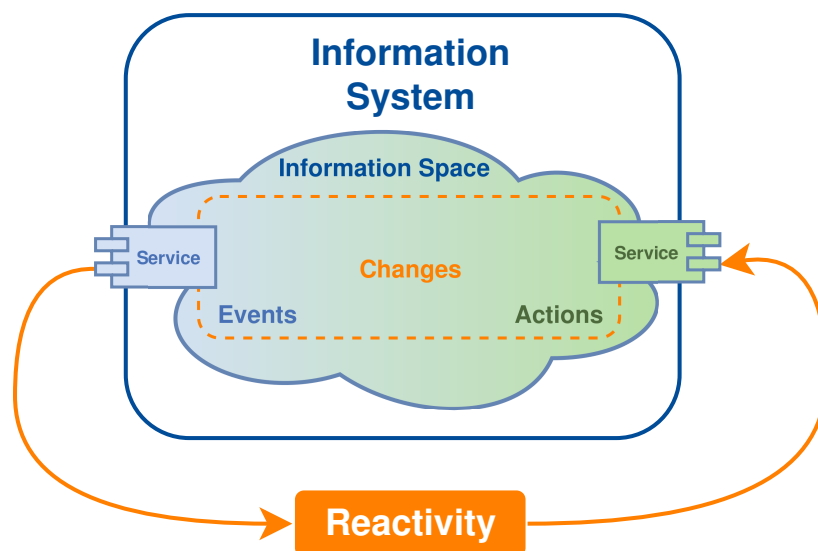 Information
System
Information Space
Service
Service
Changes
Events
Actions
Reactivity